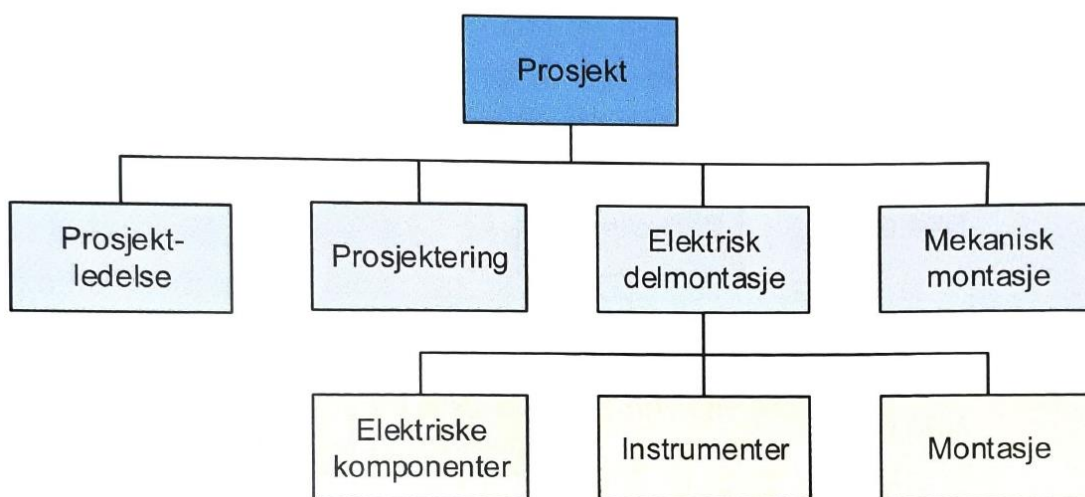 Prosjekt
Prosjekt-
ledelse
Prosjektering
Elektrisk
delmontasje
Mekanisk
montasje
Elektriske
komponenter
Instrumenter
Montasje